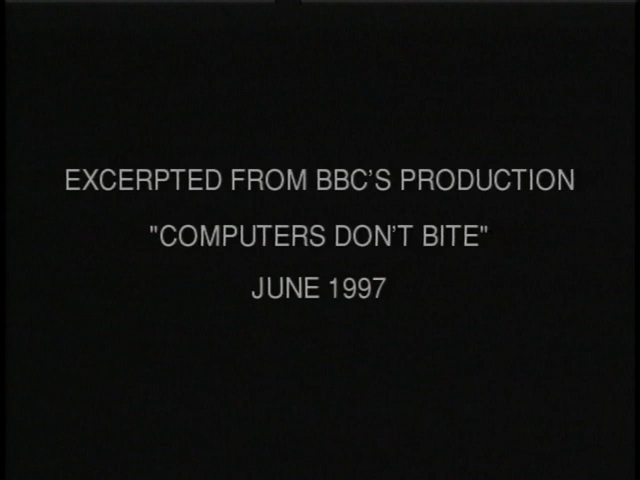 EXCERPTED FROM BBC'S PRODUCTION
"COMPUTERS DON'T BITE"
JUNE 1997